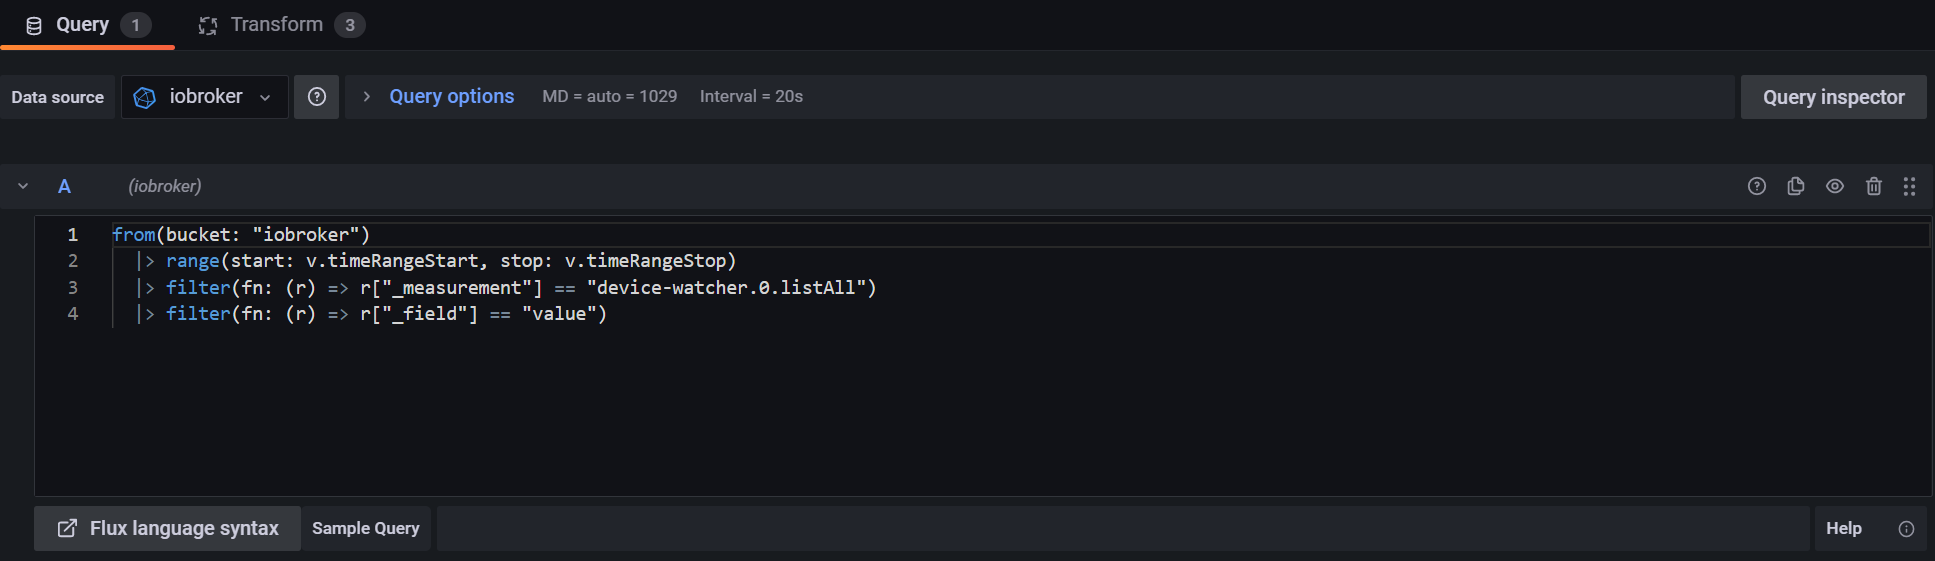 Query 1 Transform 3
Data source iobroker Query options MD = auto = 1029 Interval = 20s Query inspector
A (iobroker)
1 from(bucket: "iobroker")
2 |> range(start: v.timeRangeStart, stop: v.timeRangeStop)
3 |> filter(fn: (r) => r["_measurement"] == "device-watcher.0.listAll")
4 |> filter(fn: (r) => r["_field"] == "value")
Flux language syntax Sample Query Help